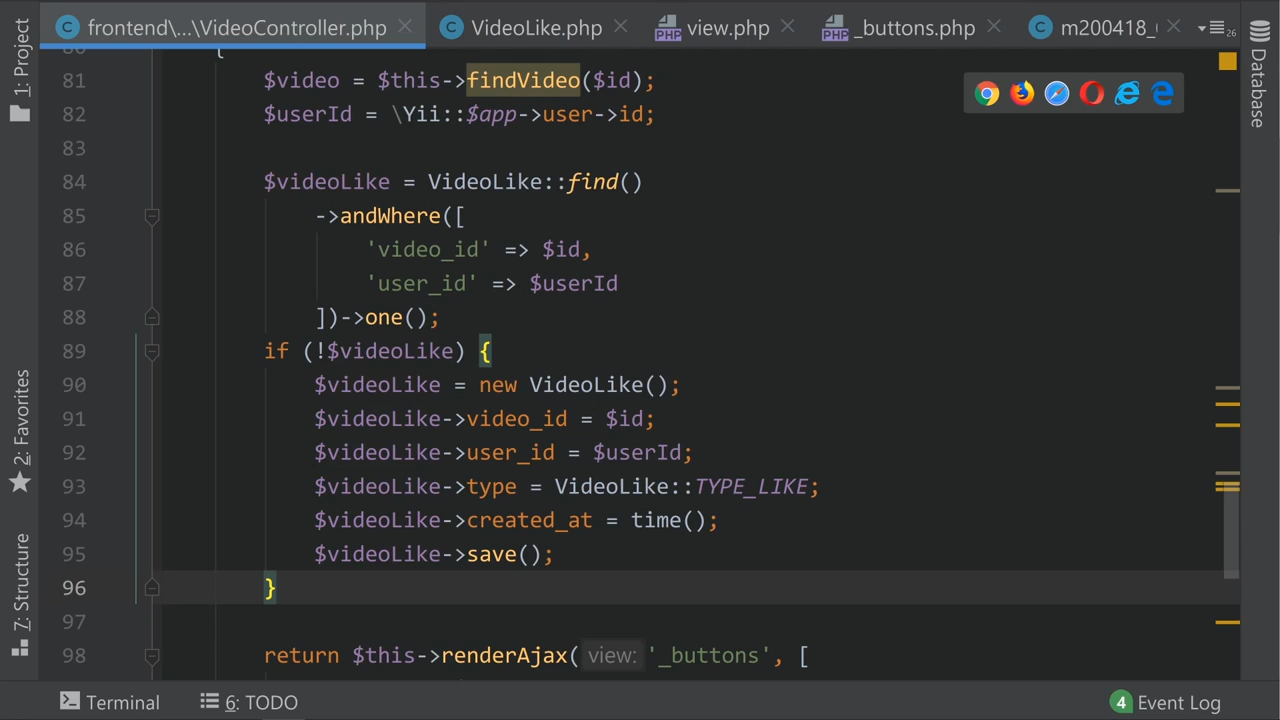 frontend\...\VideoController.php
VideoLike.php
view.php
_buttons.php
m200418_
26
1: Project
2: Favorites
7: Structure
Database
81 $video = $this->findVideo($id);
82 $userId = \Yii::$app->user->id;
83
84 $videoLike = VideoLike::find()
85 ->andWhere([
86 'video_id' => $id,
87 'user_id' => $userId
88 ])->one();
89 if (!$videoLike) {
90 $videoLike = new VideoLike();
91 $videoLike->video_id = $id;
92 $videoLike->user_id = $userId;
93 $videoLike->type = VideoLike::TYPE_LIKE;
94 $videoLike->created_at = time();
95 $videoLike->save();
96 }
97
98 return $this->renderAjax( view: '_buttons', [
Terminal
6: TODO
4 Event Log